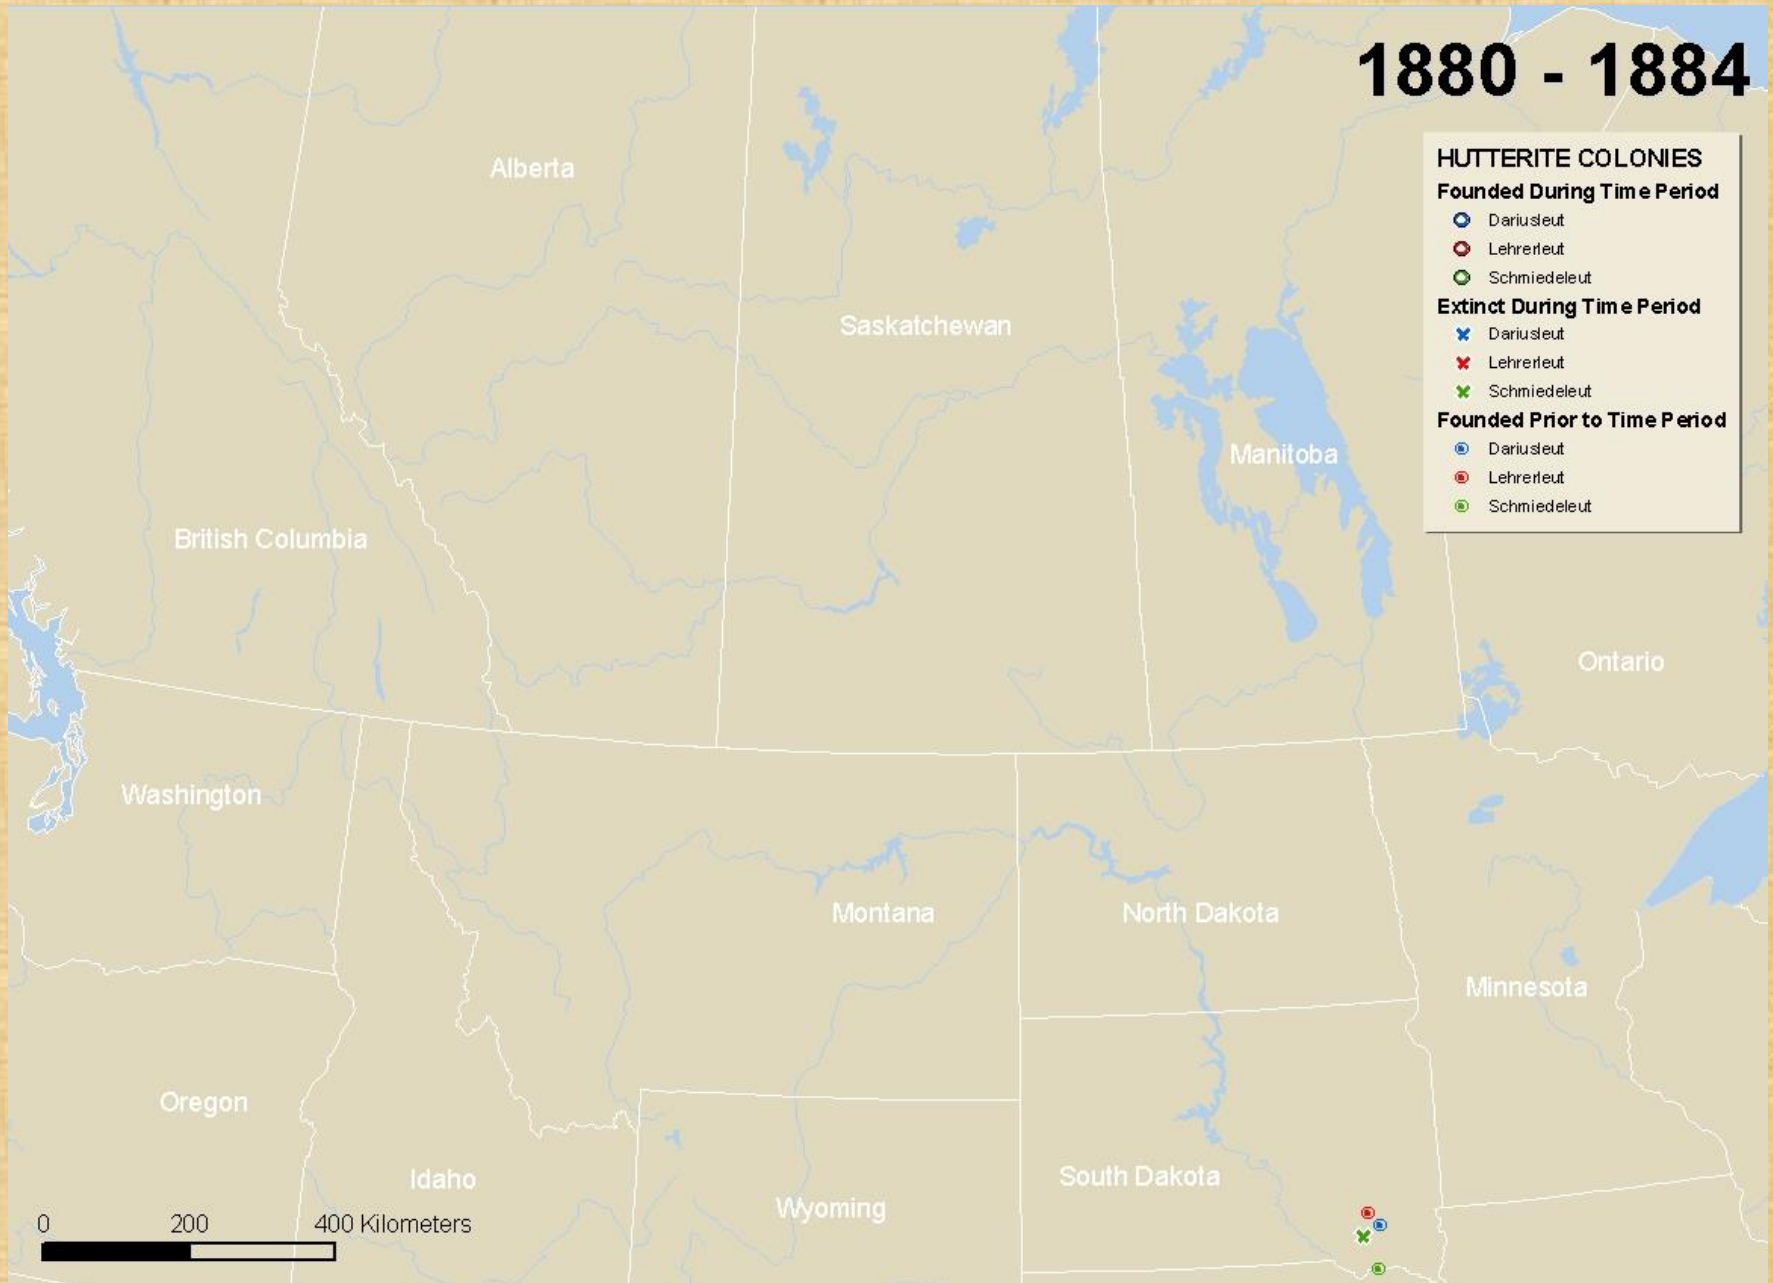 1880 - 1884
HUTTERITE COLONIES
Founded During Time Period
Dariusleut
Lehrerleut
Schmiedeleut
Extinct During Time Period
Dariusleut
Lehrerleut
Schmiedeleut
Founded Prior to Time Period
Dariusleut
Lehrerleut
Schmiedeleut
Alberta
Saskatchewan
Manitoba
British Columbia
Ontario
Washington
Montana
North Dakota
Minnesota
Oregon
Idaho
South Dakota
Wyoming
0 200 400 Kilometers